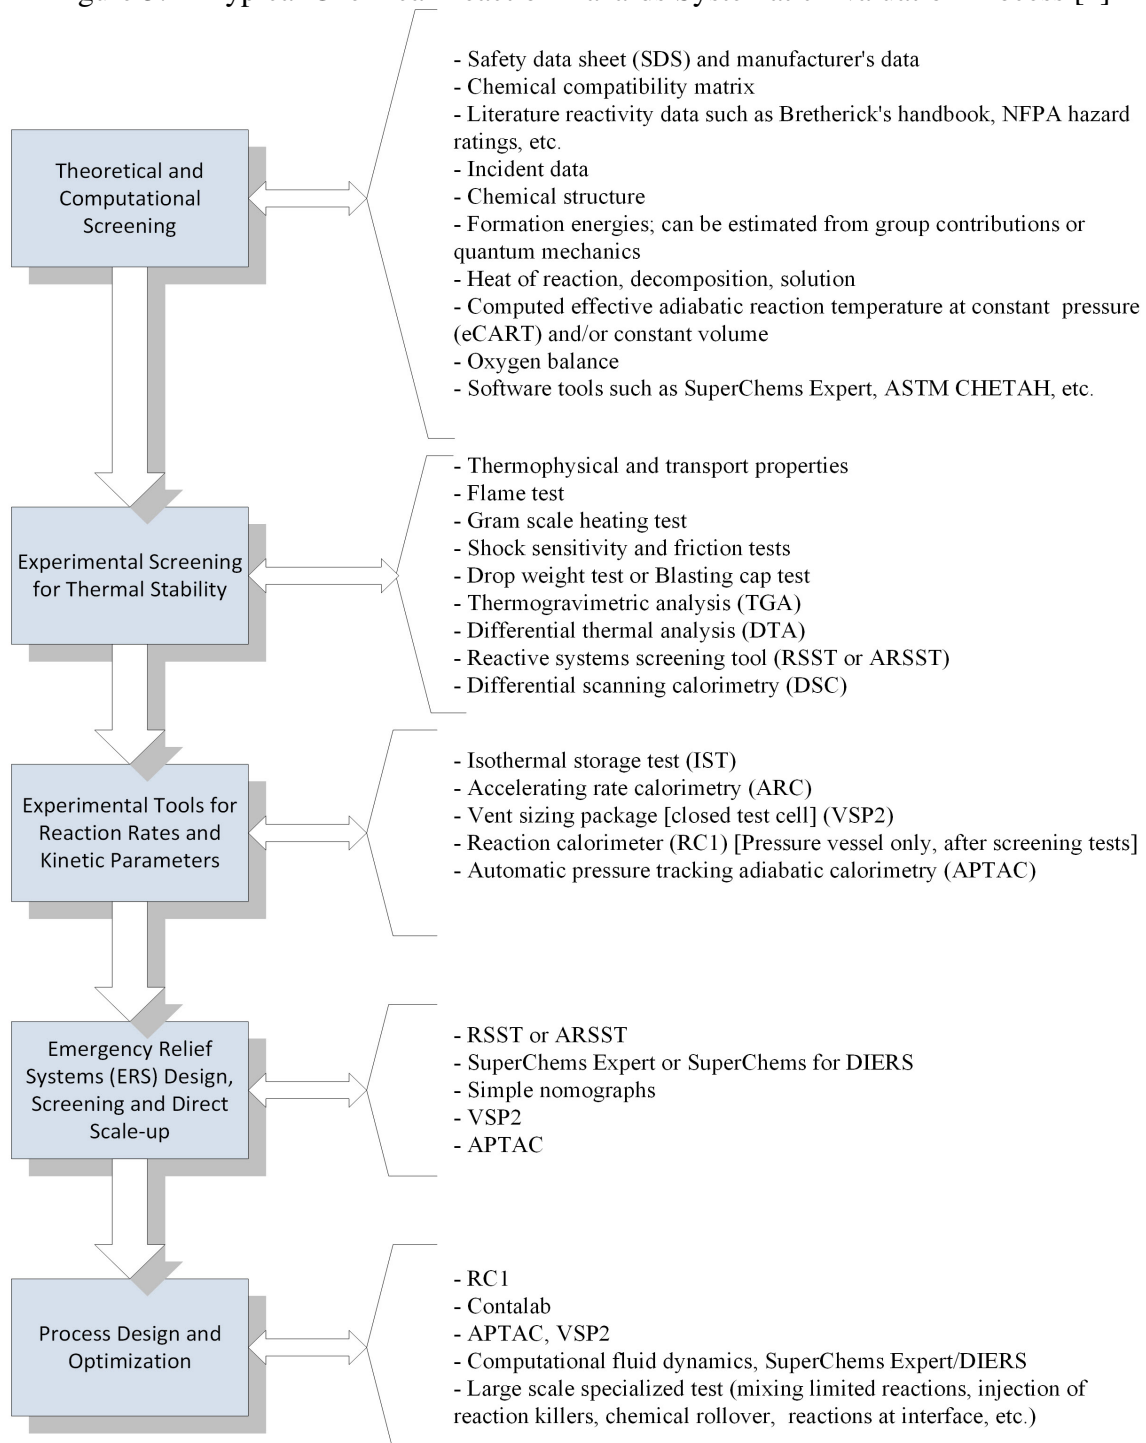 Figure Typical Chemical Reaction Hazards Systematic Evaluation Process
Theoretical and
Computational
Screening
- Safety data sheet (SDS) and manufacturer's data
- Chemical compatibility matrix
- Literature reactivity data such as Bretherick's handbook, NFPA hazard
ratings, etc.
- Incident data
- Chemical structure
- Formation energies; can be estimated from group contributions or
quantum mechanics
- Heat of reaction, decomposition, solution
- Computed effective adiabatic reaction temperature at constant pressure
(eCART) and/or constant volume
- Oxygen balance
- Software tools such as SuperChems Expert, ASTM CHETAH, etc.
Experimental Screening
for Thermal Stability
- Thermophysical and transport properties
- Flame test
- Gram scale heating test
- Shock sensitivity and friction tests
- Drop weight test or Blasting cap test
- Thermogravimetric analysis (TGA)
- Differential thermal analysis (DTA)
- Reactive systems screening tool (RSST or ARSST)
- Differential scanning calorimetry (DSC)
Experimental Tools for
Reaction Rates and
Kinetic Parameters
- Isothermal storage test (IST)
- Accelerating rate calorimetry (ARC)
- Vent sizing package [closed test cell] (VSP2)
- Reaction calorimeter (RC1) [Pressure vessel only, after screening tests]
- Automatic pressure tracking adiabatic calorimetry (APTAC)
Emergency Relief
Systems (ERS) Design,
Screening and Direct
Scale-up
- RSST or ARSST
- SuperChems Expert or SuperChems for DIERS
- Simple nomographs
- VSP2
- APTAC
Process Design and
Optimization
- RC1
- Contalab
- APTAC, VSP2
- Computational fluid dynamics, SuperChems Expert/DIERS
- Large scale specialized test (mixing limited reactions, injection of
reaction killers, chemical rollover, reactions at interface, etc.)